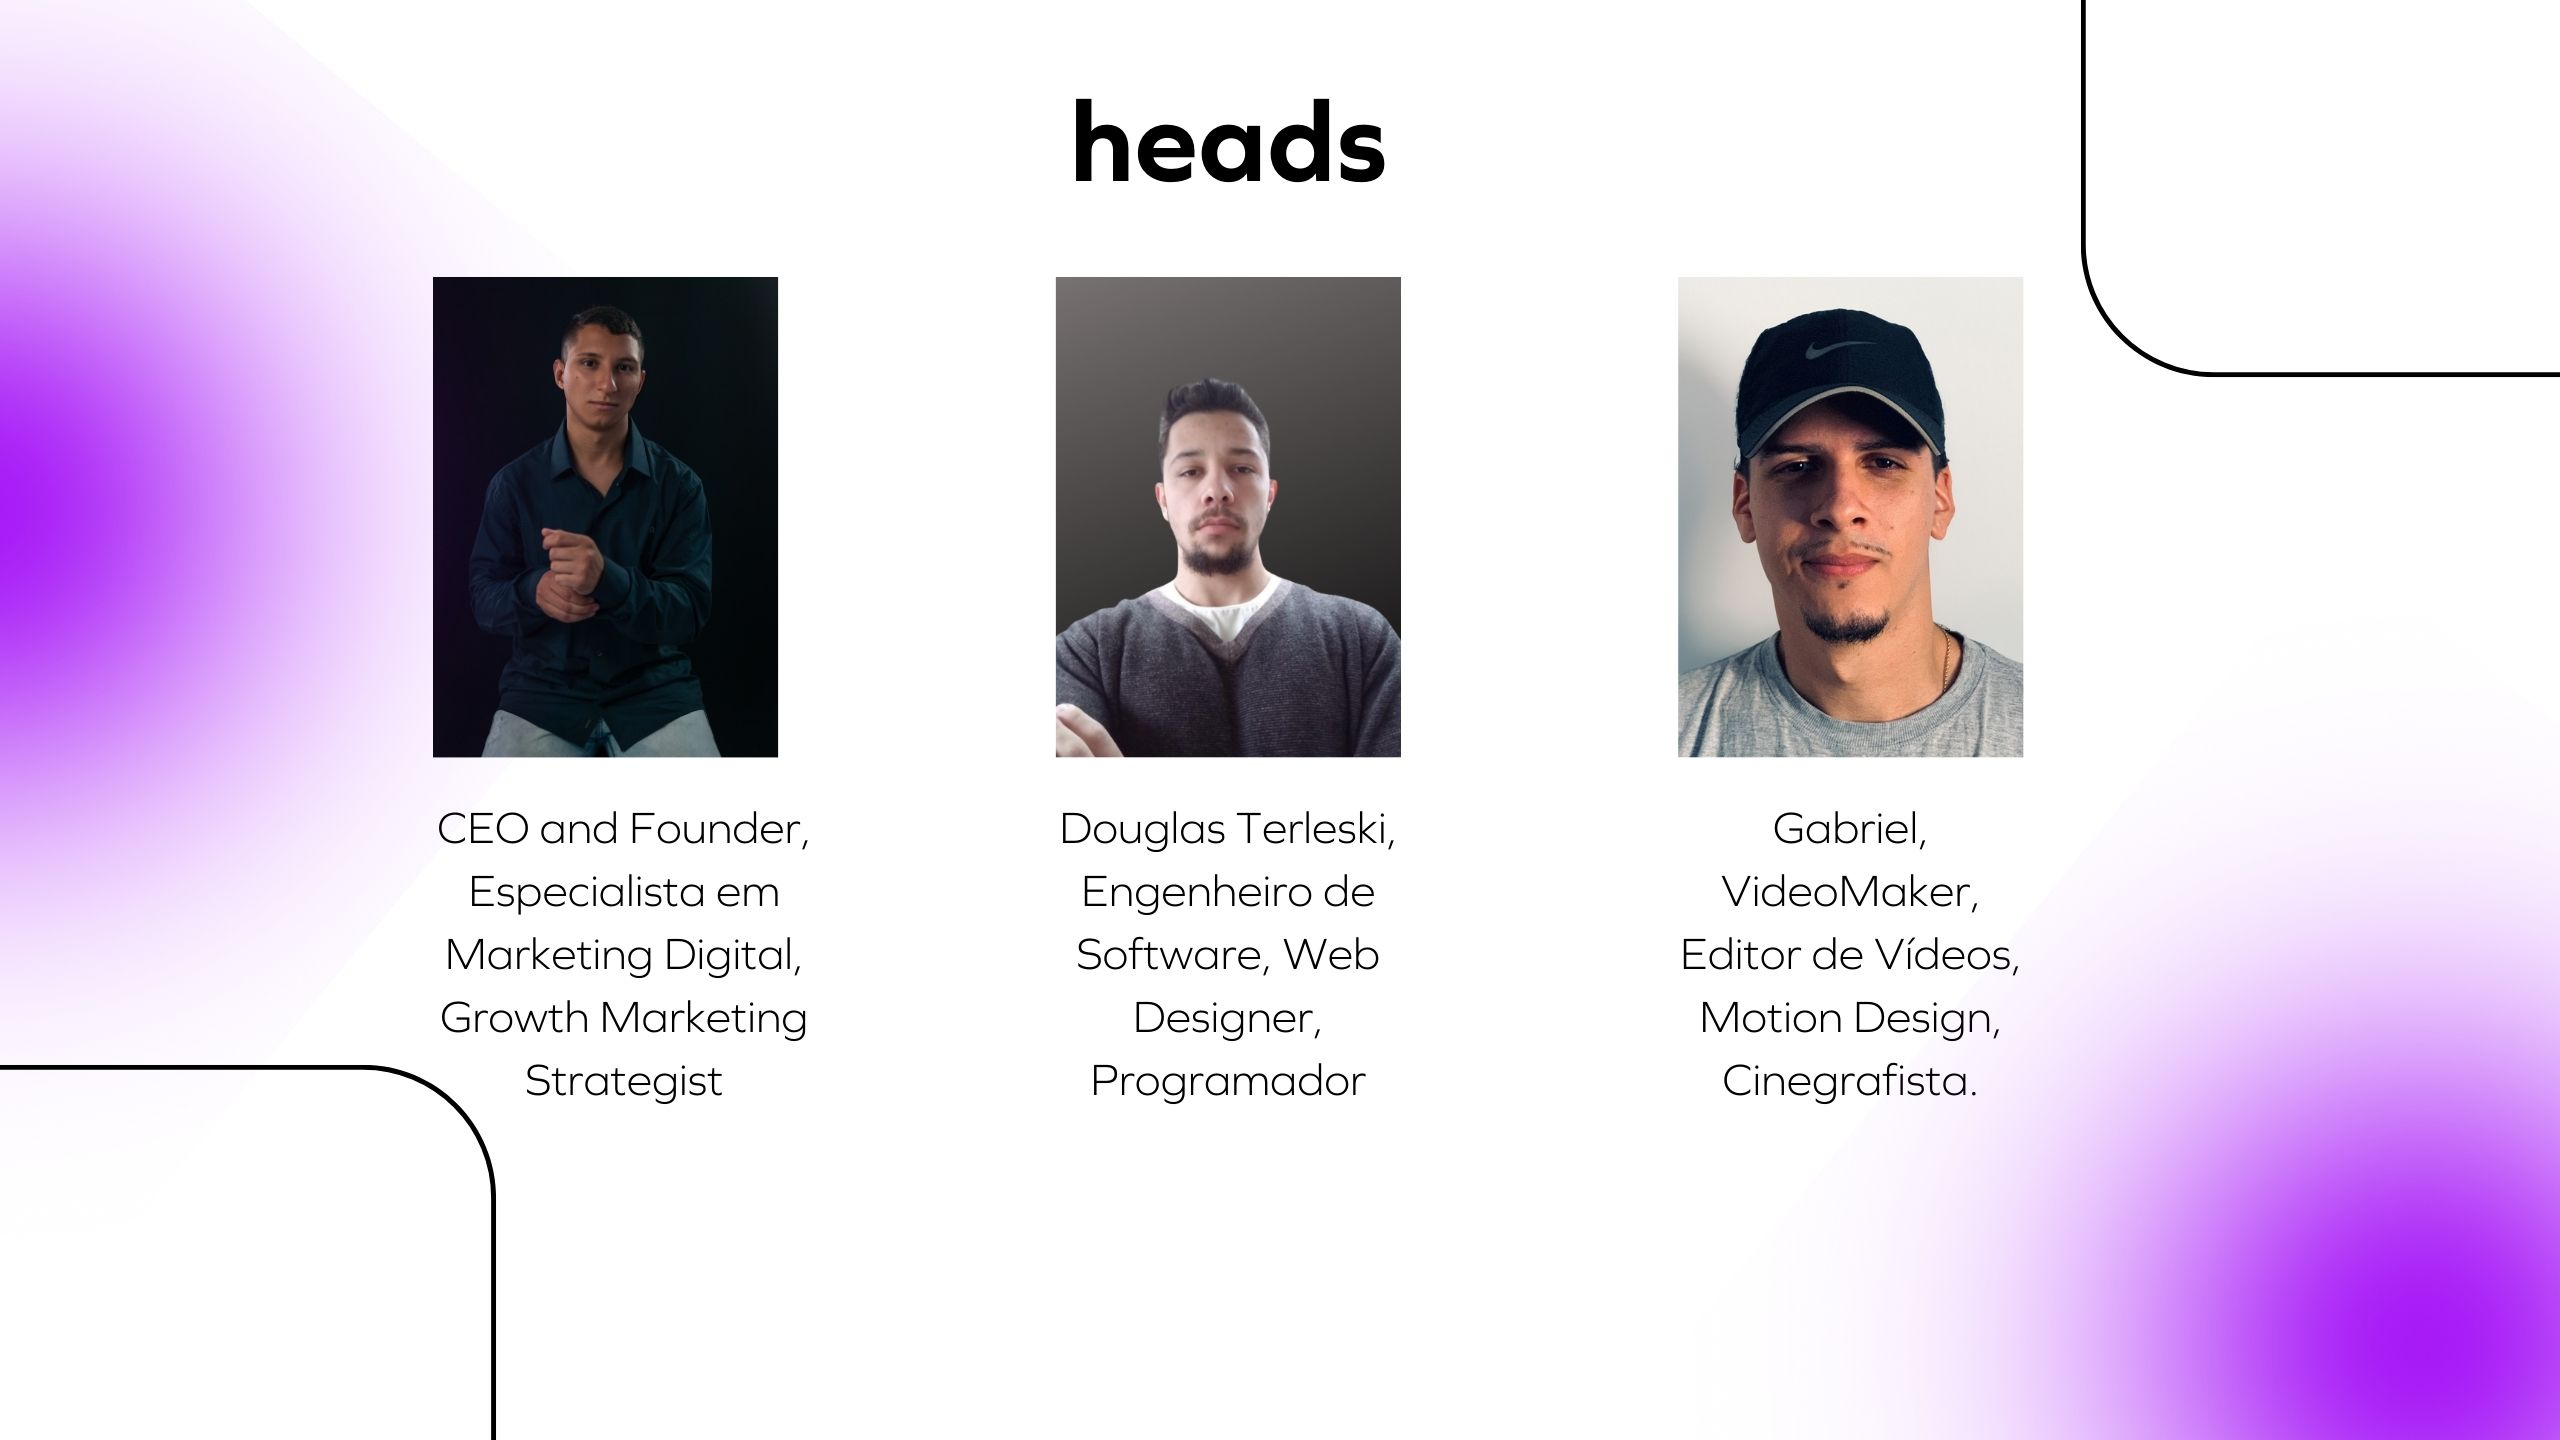 heads
CEO and Founder,
Especialista em
Marketing Digital,
Growth Marketing
Strategist
Douglas Terleski,
Engenheiro de
Software, Web
Designer,
Programador
Gabriel,
VideoMaker,
Editor de Vídeos,
Motion Design,
Cinegrafista.